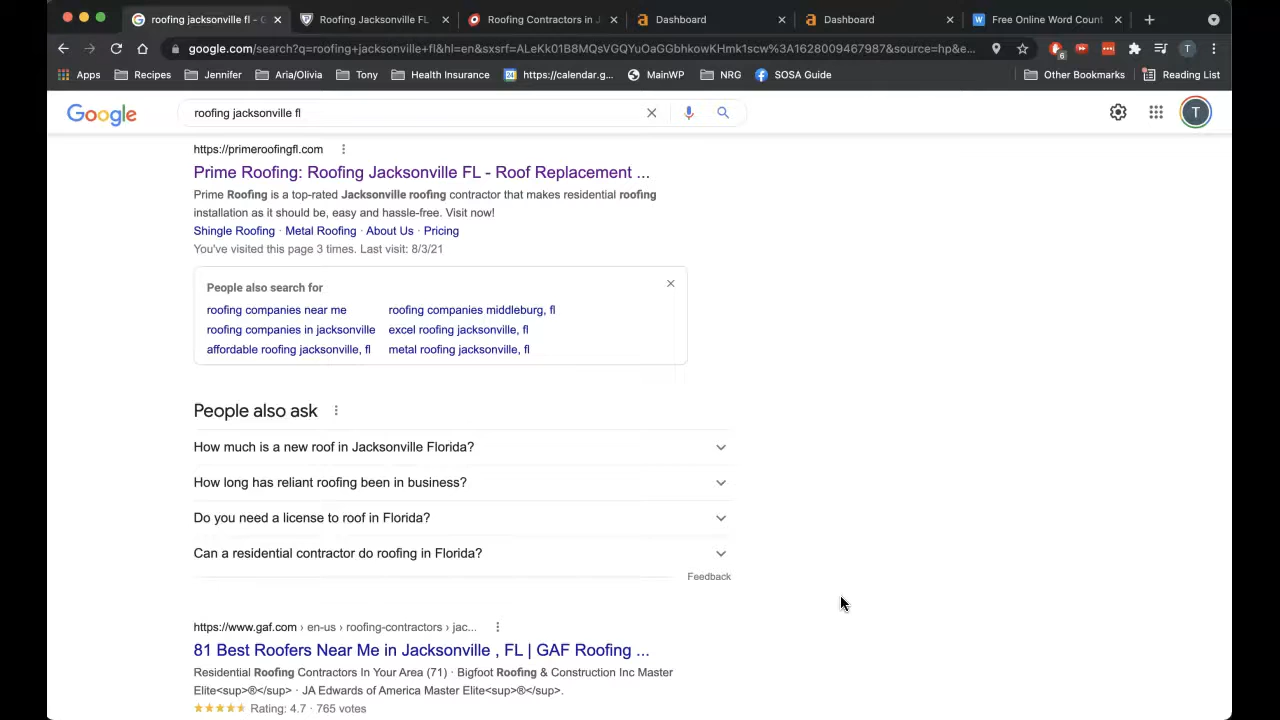 roofing jacksonville fl - G
Roofing Jacksonville FL
Roofing Contractors in J
Dashboard
Dashboard
Free Online Word Count
google.com/search?q=roofing+jacksonville+fl&hl=en&sxsrf=ALeKk01B8MQsVGQYuOaGGbhkowKHmk1scw%3A1628009467987&source=hp&e...
6
T
Apps
Recipes
Jennifer
Aria/Olivia
Tony
Health Insurance
24
https://calendar.g...
MainWP
NRG
SOSA Guide
Other Bookmarks
Reading List
Google
roofing jacksonville fl
T
https://primeroofingfl.com
Prime Roofing: Roofing Jacksonville FL - Roof Replacement ...
Prime Roofing is a top-rated Jacksonville roofing contractor that makes residential roofing
installation as it should be, easy and hassle-free. Visit now!
Shingle Roofing · Metal Roofing · About Us · Pricing
You've visited this page 3 times. Last visit: 8/3/21
People also search for
roofing companies near me
roofing companies middleburg, fl
roofing companies in jacksonville
excel roofing jacksonville, fl
affordable roofing jacksonville, fl
metal roofing jacksonville, fl
People also ask
How much is a new roof in Jacksonville Florida?
How long has reliant roofing been in business?
Do you need a license to roof in Florida?
Can a residential contractor do roofing in Florida?
Feedback
https://www.gaf.com › en-us › roofing-contractors › jac...
81 Best Roofers Near Me in Jacksonville , FL | GAF Roofing ...
Residential Roofing Contractors In Your Area (71) · Bigfoot Roofing & Construction Inc Master
Elite<sup>®</sup> · JA Edwards of America Master Elite<sup>®</sup>.
Rating: 4.7 · 765 votes